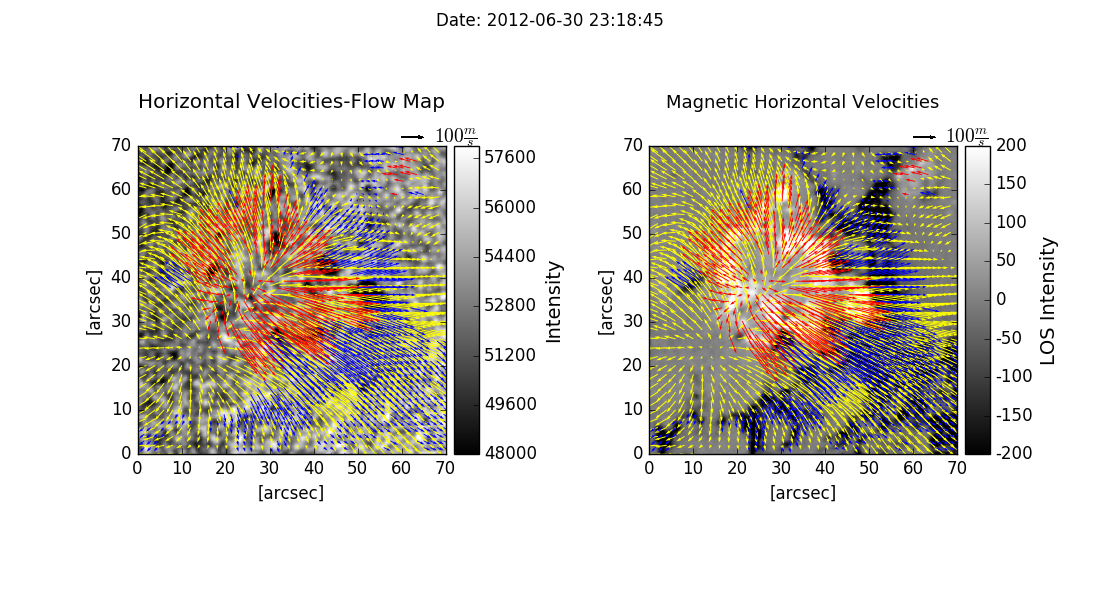 Date: 2012-06-30 23:18:45
Horizontal Velocities-Flow Map
100 m/s
70
60
50
40
30
20
10
0
[arcsec]
0 10 20 30 40 50 60 70
[arcsec]
57600
56000
54400
52800
51200
49600
48000
Intensity
Magnetic Horizontal Velocities
100 m/s
70
60
50
40
30
20
10
0
[arcsec]
0 10 20 30 40 50 60 70
[arcsec]
200
150
100
50
0
-50
-100
-150
-200
LOS Intensity